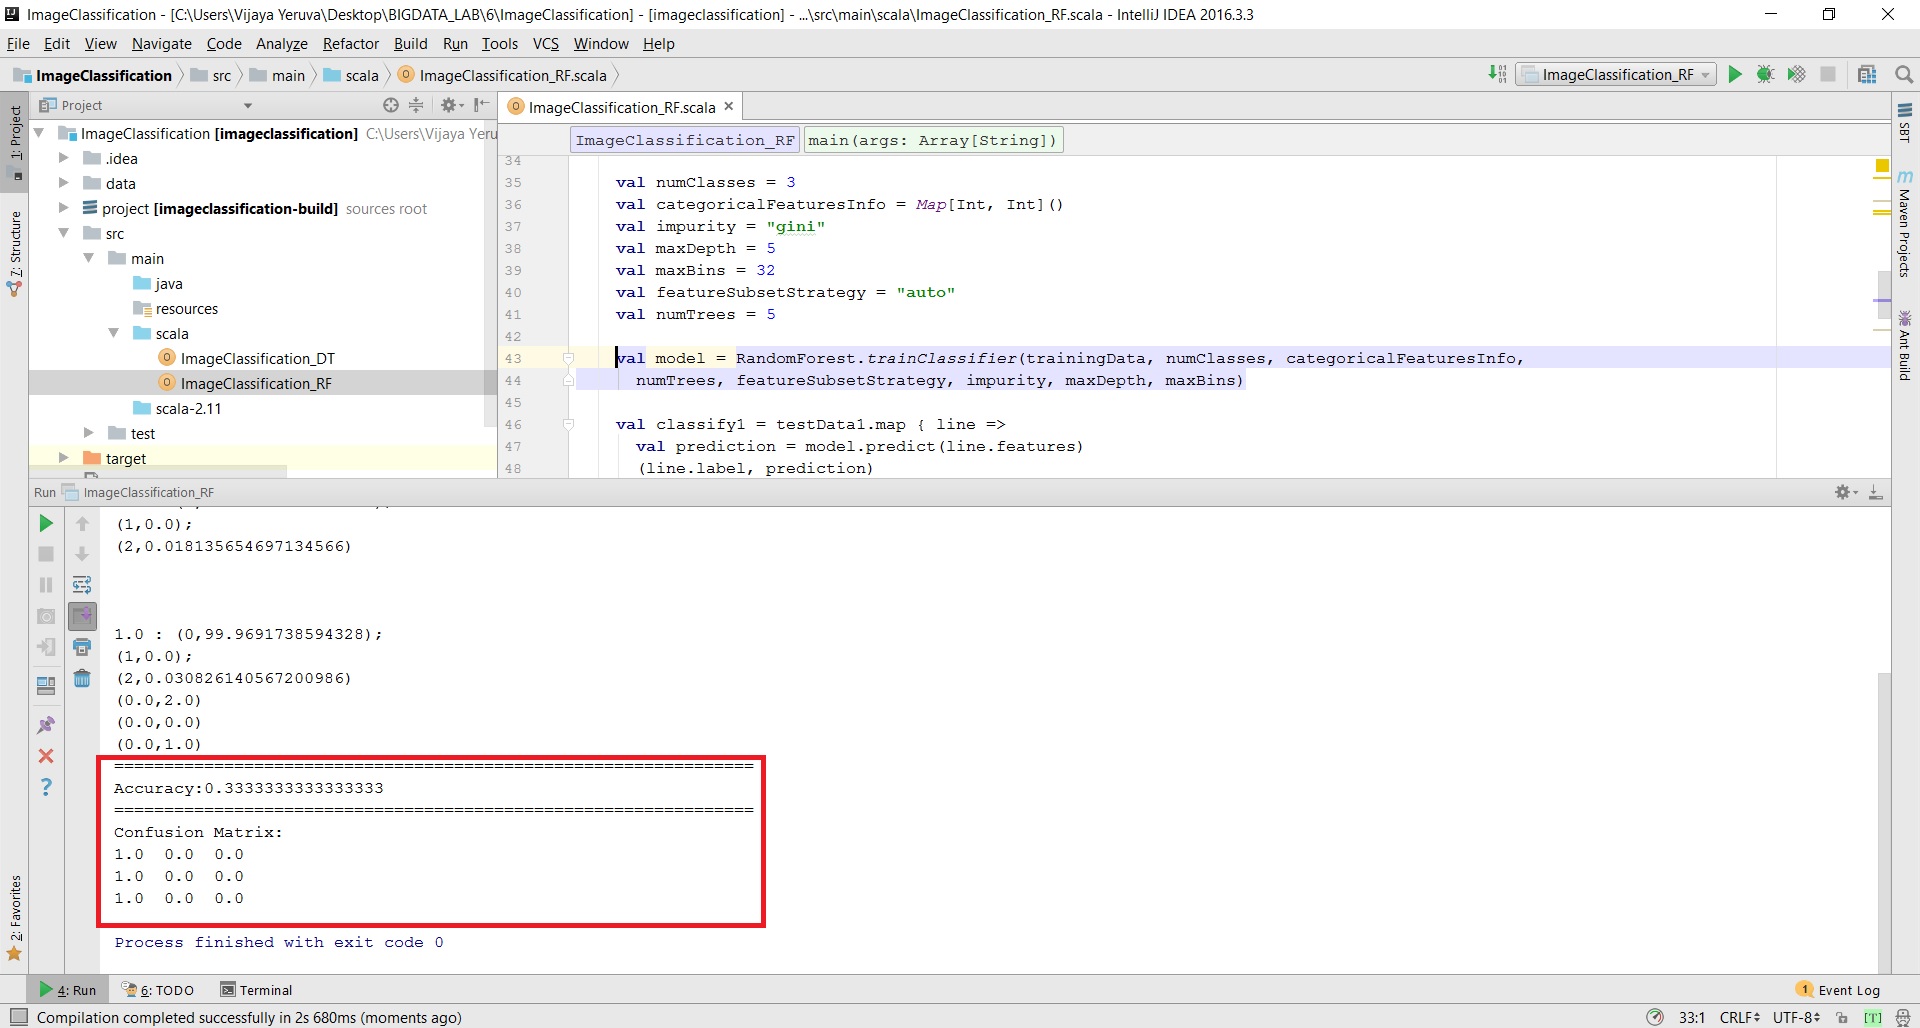 ImageClassification - [C:\Users\Vijaya Yeruva\Desktop\BIGDATA_LAB\6\ImageClassification] - [imageclassification] - ...\src\main\scala\ImageClassification_RF.scala - IntelliJ IDEA 2016.3.3
File Edit View Navigate Code Analyze Refactor Build Run Tools VCS Window Help
ImageClassification src main scala ImageClassification_RF.scala
ImageClassification_RF
1: Project
7: Structure
2: Favorites
Project
ImageClassification [imageclassification] C:\Users\Vijaya Yeru
.idea
data
project [imageclassification-build] sources root
src
main
java
resources
scala
ImageClassification_DT
ImageClassification_RF
scala-2.11
test
target
ImageClassification_RF.scala
ImageClassification_RF main(args: Array[String])
34
35 val numClasses = 3
36 val categoricalFeaturesInfo = Map[Int, Int]()
37 val impurity = "gini"
38 val maxDepth = 5
39 val maxBins = 32
40 val featureSubsetStrategy = "auto"
41 val numTrees = 5
42
43 val model = RandomForest.trainClassifier(trainingData, numClasses, categoricalFeaturesInfo,
44 numTrees, featureSubsetStrategy, impurity, maxDepth, maxBins)
45
46 val classify1 = testData1.map { line =>
47 val prediction = model.predict(line.features)
48 (line.label, prediction)
SBT
Maven Projects
Ant Build
Run ImageClassification_RF
(1,0.0);
(2,0.018135654697134566)
1.0 : (0,99.9691738594328);
(1,0.0);
(2,0.030826140567200986)
(0.0,2.0)
(0.0,0.0)
(0.0,1.0)
================================================================
Accuracy:0.3333333333333333
================================================================
Confusion Matrix:
1.0 0.0 0.0
1.0 0.0 0.0
1.0 0.0 0.0
Process finished with exit code 0
4: Run 6: TODO Terminal
1 Event Log
Compilation completed successfully in 2s 680ms (moments ago)
33:1 CRLF UTF-8 [T]